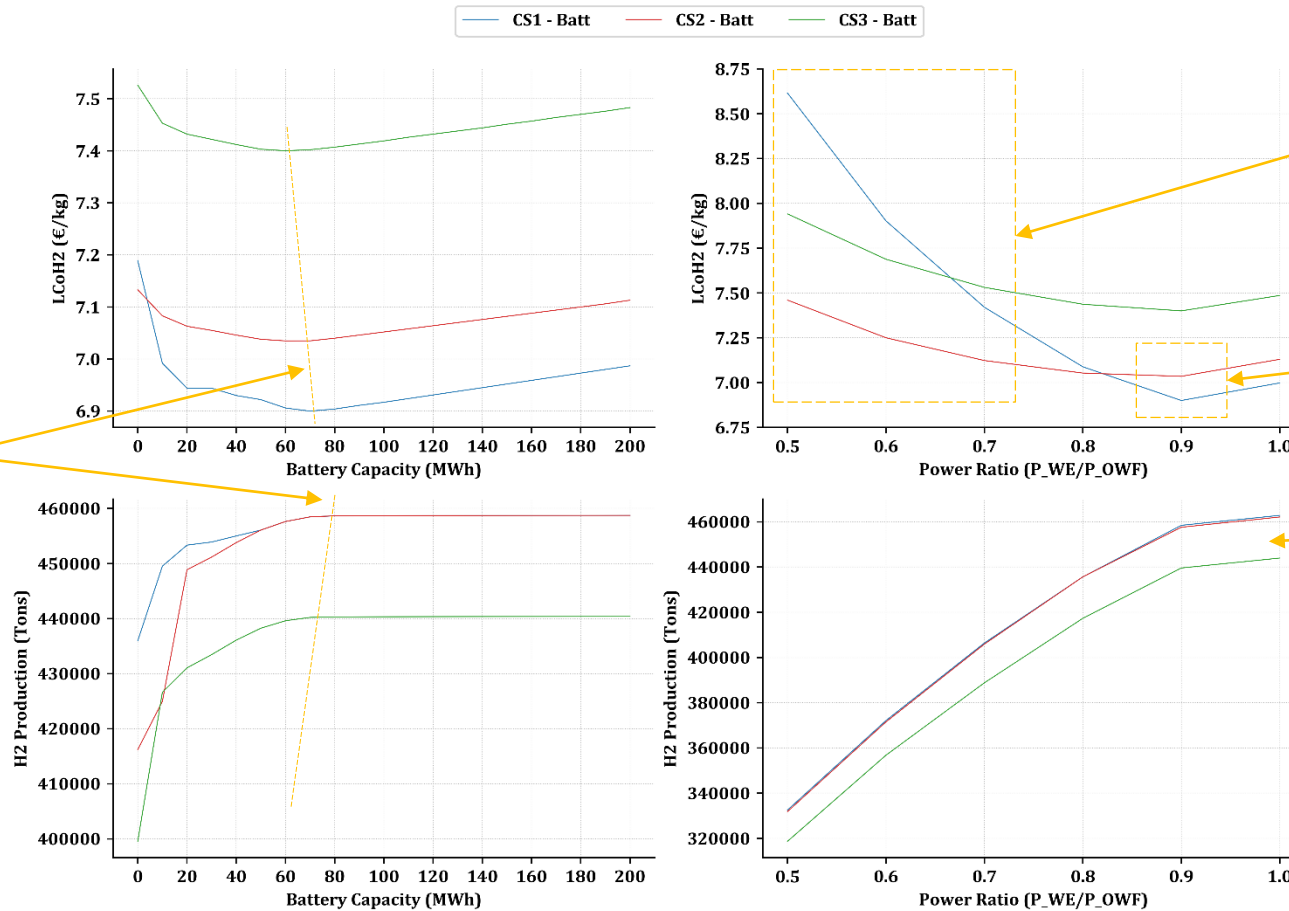 CS1 - Batt CS2 - Batt CS3 - Batt
7.5
7.4
7.3
7.2
7.1
7.0
6.9
LCoH2 (€/kg)
0 20 40 60 80 100 120 140 160 180 200
Battery Capacity (MWh)
8.75
8.50
8.25
8.00
7.75
7.50
7.25
7.00
6.75
LCoH2 (€/kg)
0.5 0.6 0.7 0.8 0.9 1.0
Power Ratio (P_WE/P_OWF)
460000
450000
440000
430000
420000
410000
400000
H2 Production (Tons)
0 20 40 60 80 100 120 140 160 180 200
Battery Capacity (MWh)
460000
440000
420000
400000
380000
360000
340000
320000
H2 Production (Tons)
0.5 0.6 0.7 0.8 0.9 1.0
Power Ratio (P_WE/P_OWF)